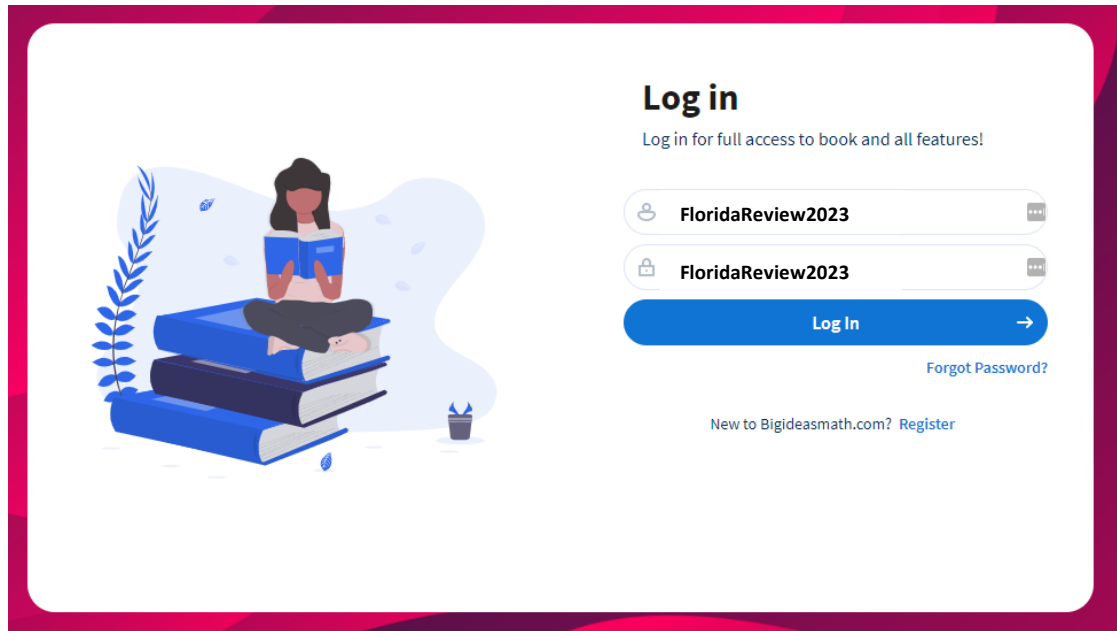 Log in
Log in for full access to book and all features!
FloridaReview2023
FloridaReview2023
Log In
Forgot Password?
New to Bigideasmath.com? Register